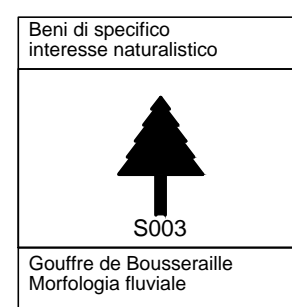 Beni di specifico
interesse naturalistico
S003
Gouffre de Bousseraille
Morfologia fluviale